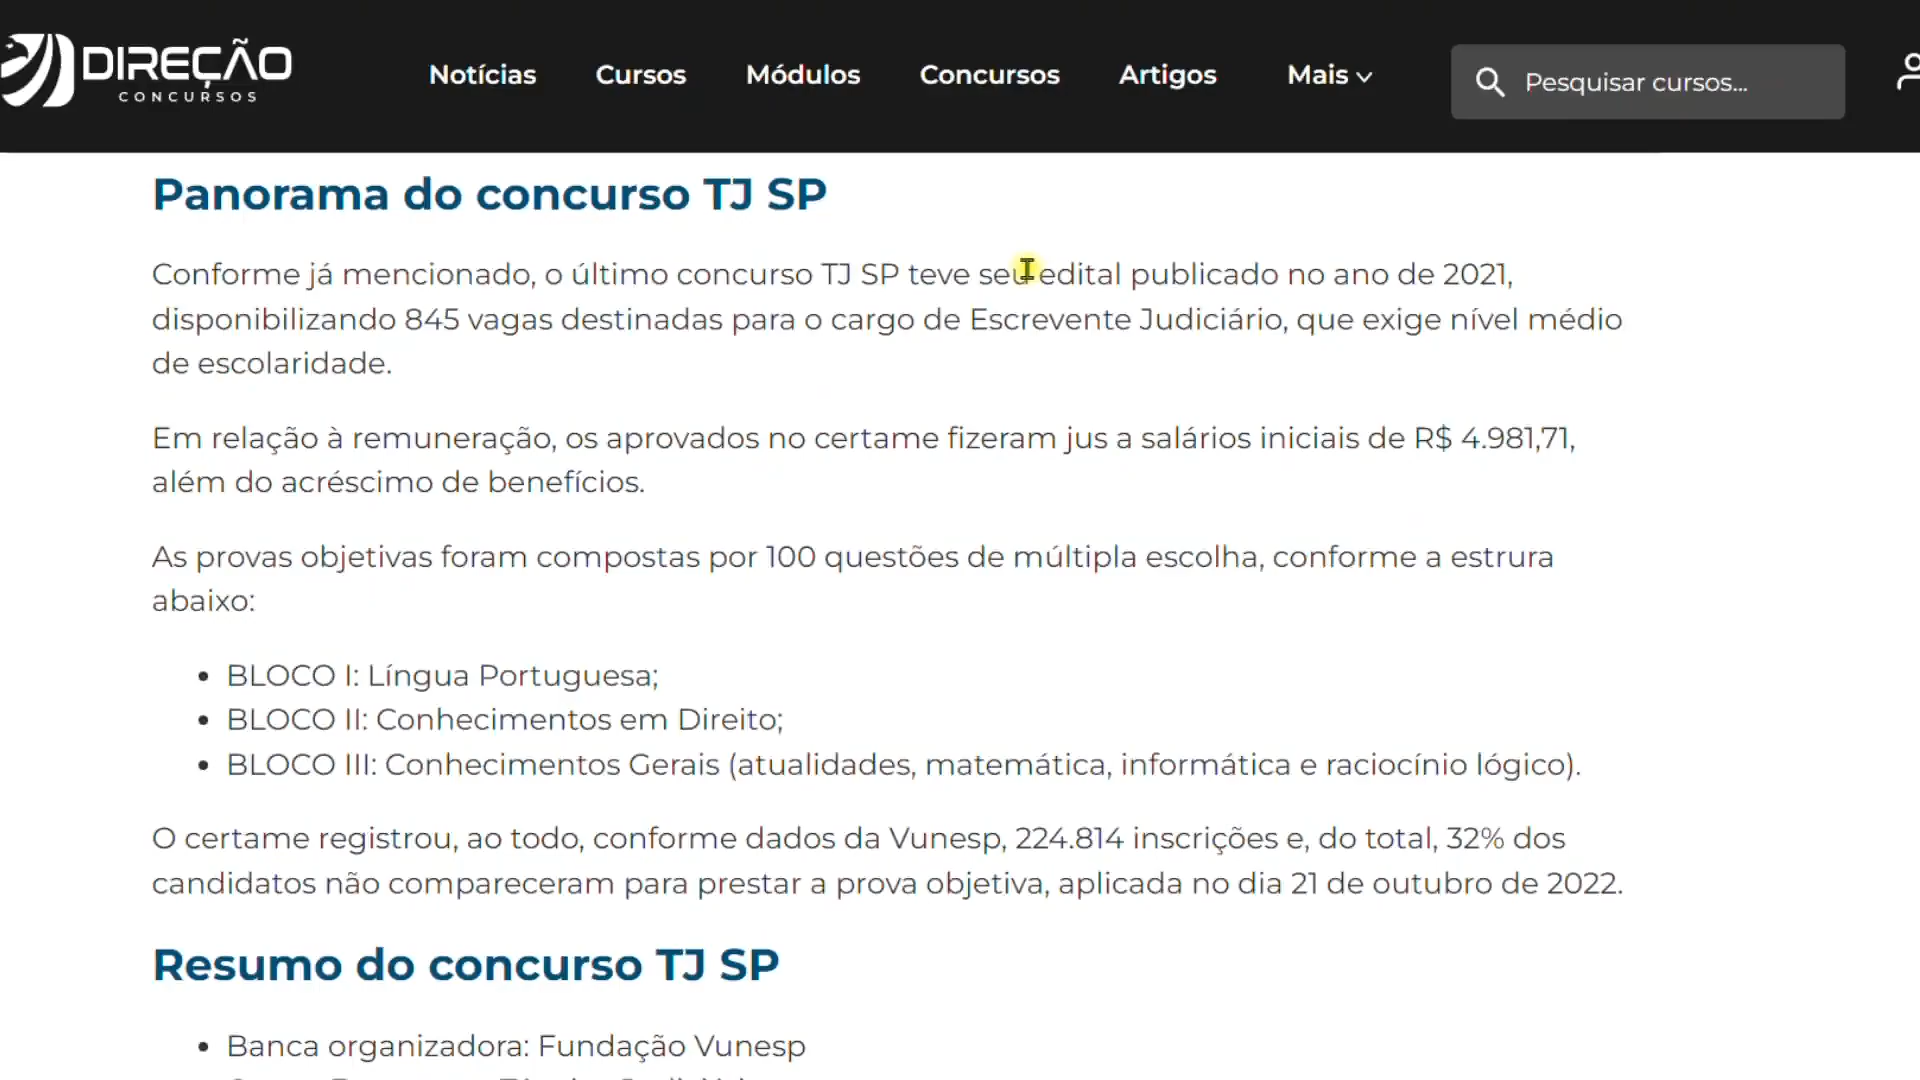 DIREÇÃO
CONCURSOS
Notícias
Cursos
Módulos
Concursos
Artigos
Mais
Pesquisar cursos...
Panorama do concurso TJ SP
Conforme já mencionado, o último concurso TJ SP teve seu edital publicado no ano de 2021,
disponibilizando 845 vagas destinadas para o cargo de Escrevente Judiciário, que exige nível médio
de escolaridade.
Em relação à remuneração, os aprovados no certame fizeram jus a salários iniciais de R$ 4.981,71,
além do acréscimo de benefícios.
As provas objetivas foram compostas por 100 questões de múltipla escolha, conforme a estrura
abaixo:
• BLOCO I: Língua Portuguesa;
• BLOCO II: Conhecimentos em Direito;
• BLOCO III: Conhecimentos Gerais (atualidades, matemática, informática e raciocínio lógico).
O certame registrou, ao todo, conforme dados da Vunesp, 224.814 inscrições e, do total, 32% dos
candidatos não compareceram para prestar a prova objetiva, aplicada no dia 21 de outubro de 2022.
Resumo do concurso TJ SP
• Banca organizadora: Fundação Vunesp